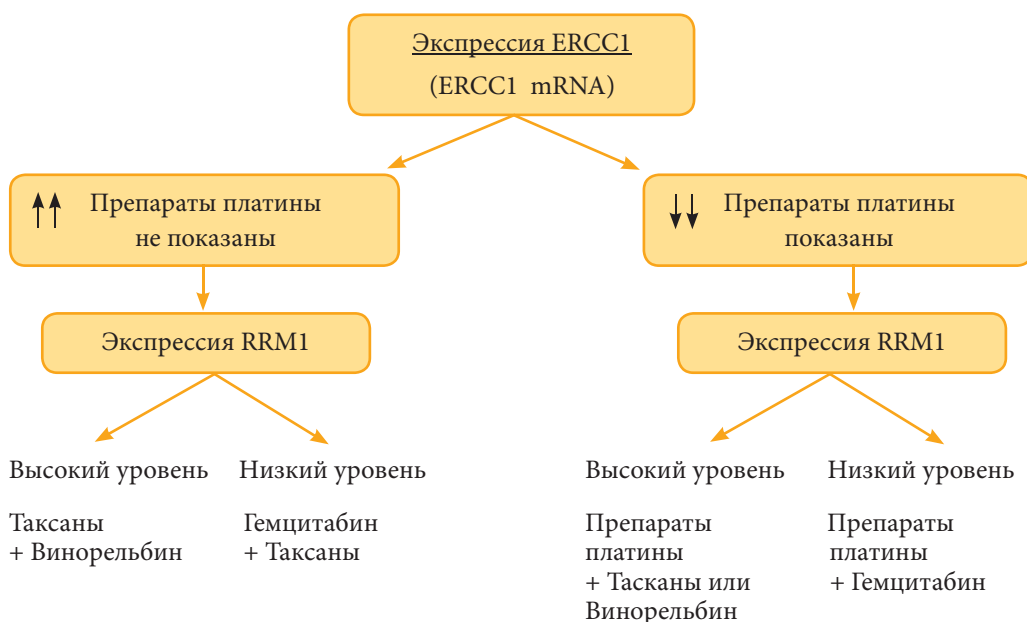 Экспрессия ERCC1
(ERCC1 mRNA)
Препараты платины
не показаны
Препараты платины
показаны
Экспрессия RRM1
Экспрессия RRM1
Высокий уровень
Низкий уровень
Высокий уровень
Низкий уровень
Таксаны
+ Винорельбин
Гемцитабин
+ Таксаны
Препараты
платины
+ Тасканы или
Винорельбин
Препараты
платины
+ Гемцитабин